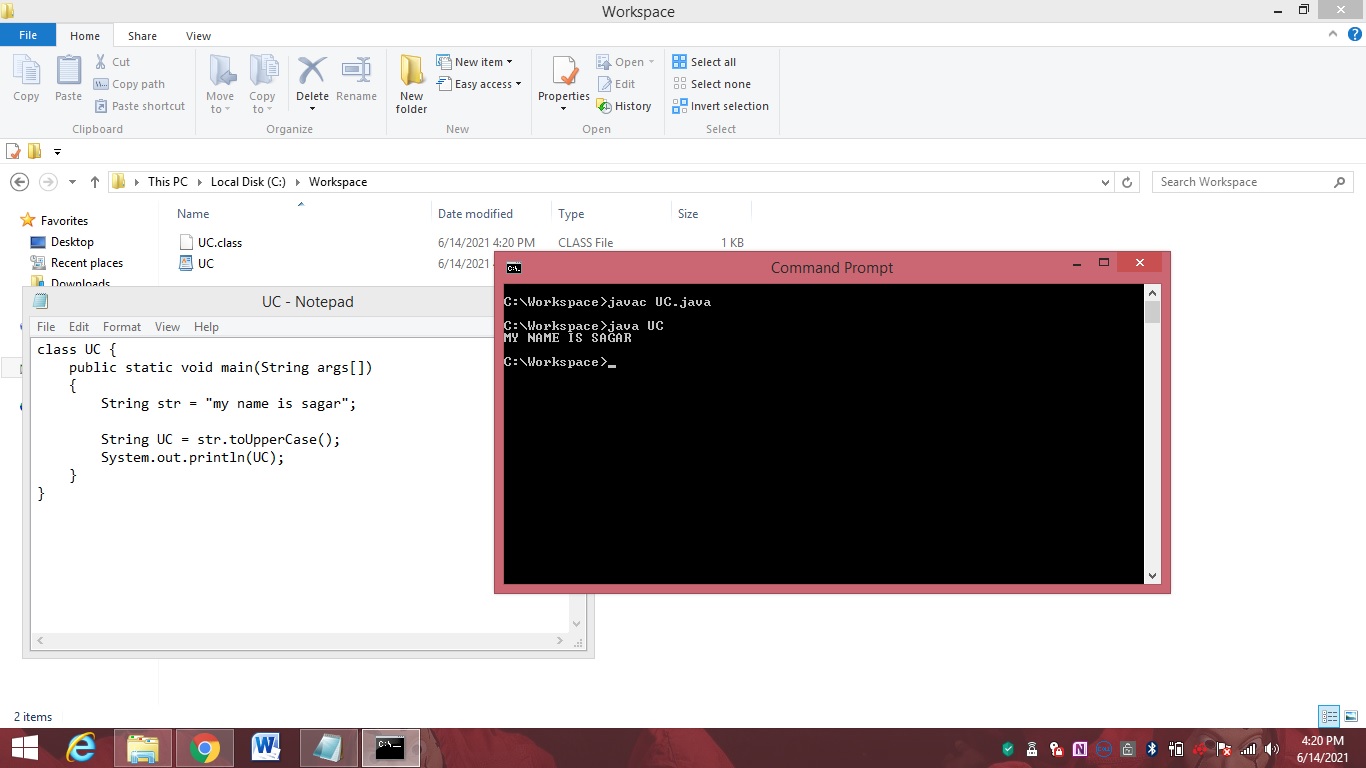 Workspace
File Home Share View
Copy
Paste
Cut
Copy path
Paste shortcut
Clipboard
Move to
Copy to
Delete
Rename
Organize
New folder
New item
Easy access
New
Properties
Open
Edit
History
Open
Select all
Select none
Invert selection
Select
This PC Local Disk (C:) Workspace
Search Workspace
Name Date modified Type Size
Favorites
Desktop
Recent places
Downloads
UC.class 6/14/2021 4:20 PM CLASS File 1 KB
UC 6/14/2021
UC - Notepad
File Edit Format View Help
class UC {
public static void main(String args[])
{
String str = "my name is sagar";
String UC = str.toUpperCase();
System.out.println(UC);
}
}
C:\.
Command Prompt
C:\Workspace>javac UC.java
C:\Workspace>java UC
MY NAME IS SAGAR
C:\Workspace>_
2 items
4:20 PM
6/14/2021